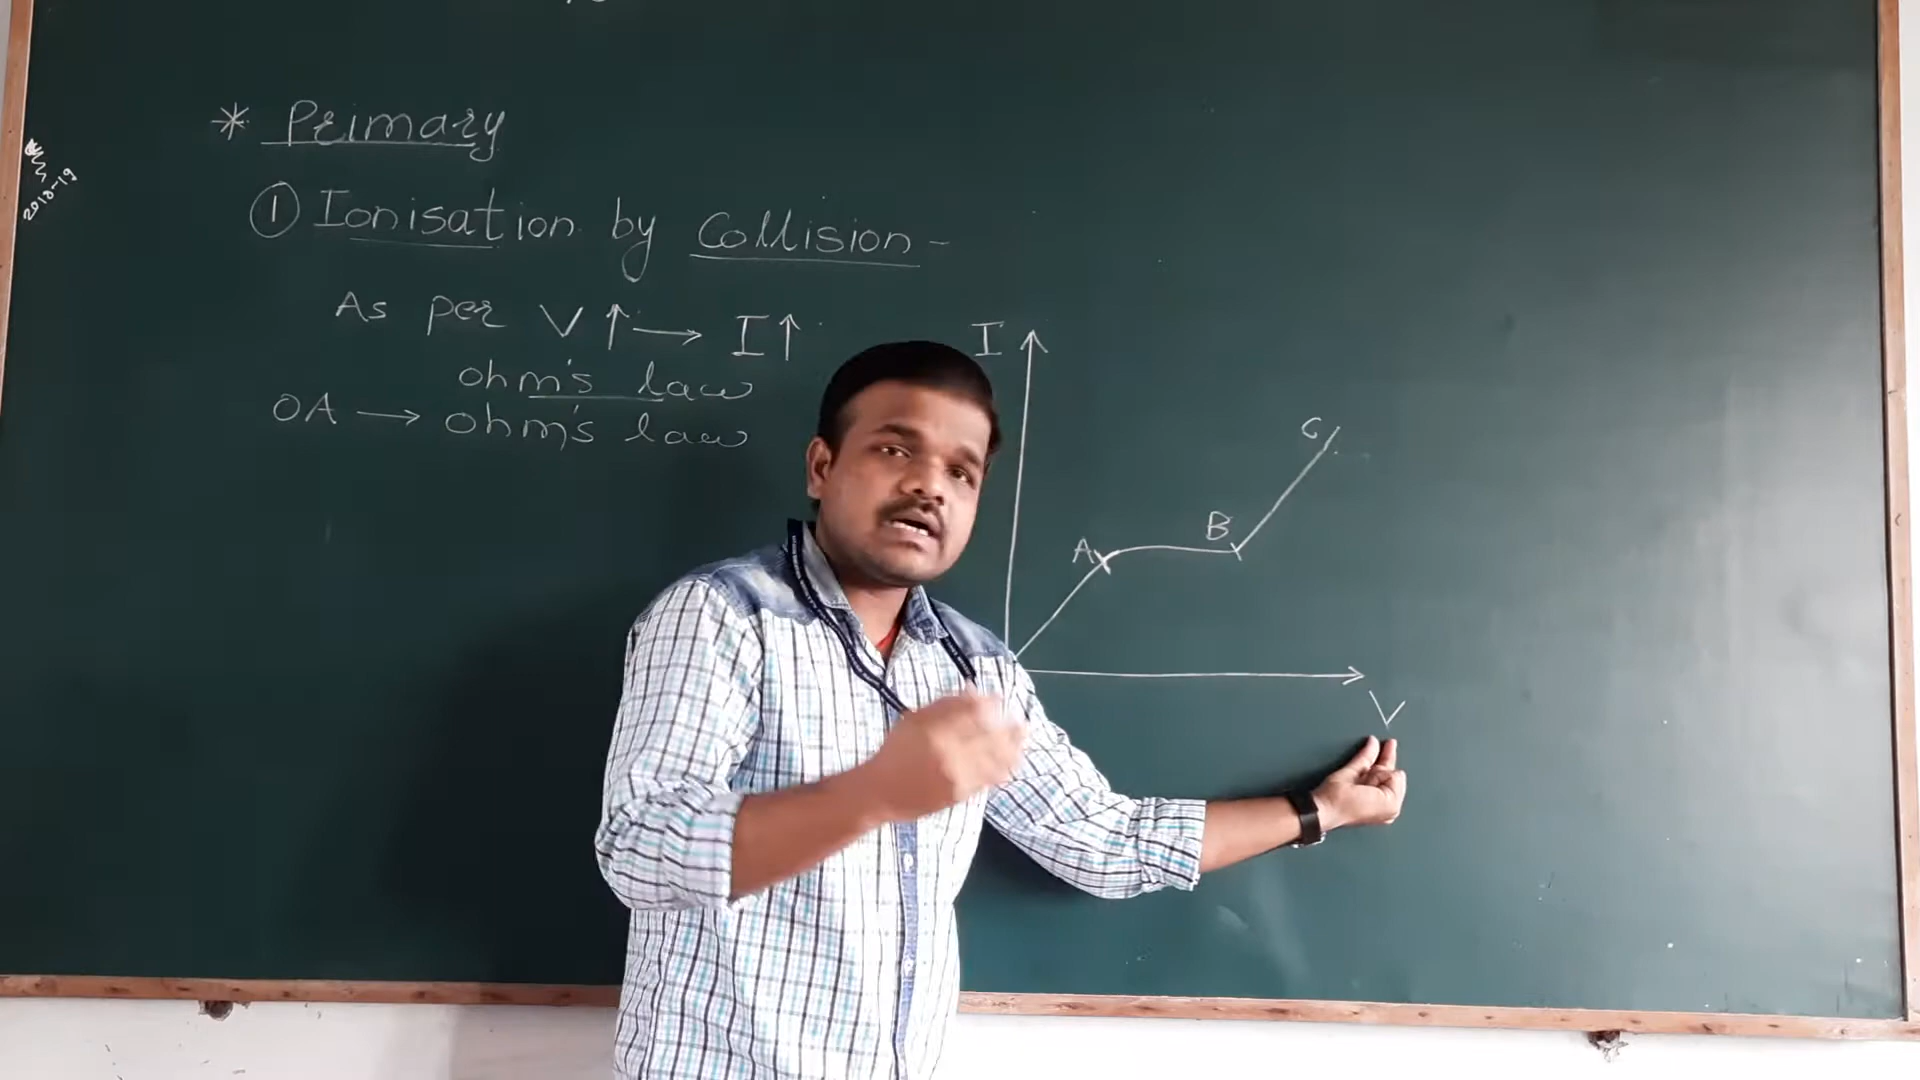 * Primary
① Ionisation by Collision -
As per V ↑ → I ↑
ohm's law
OA → ohm's law
I
C
B
A
V
2018-19